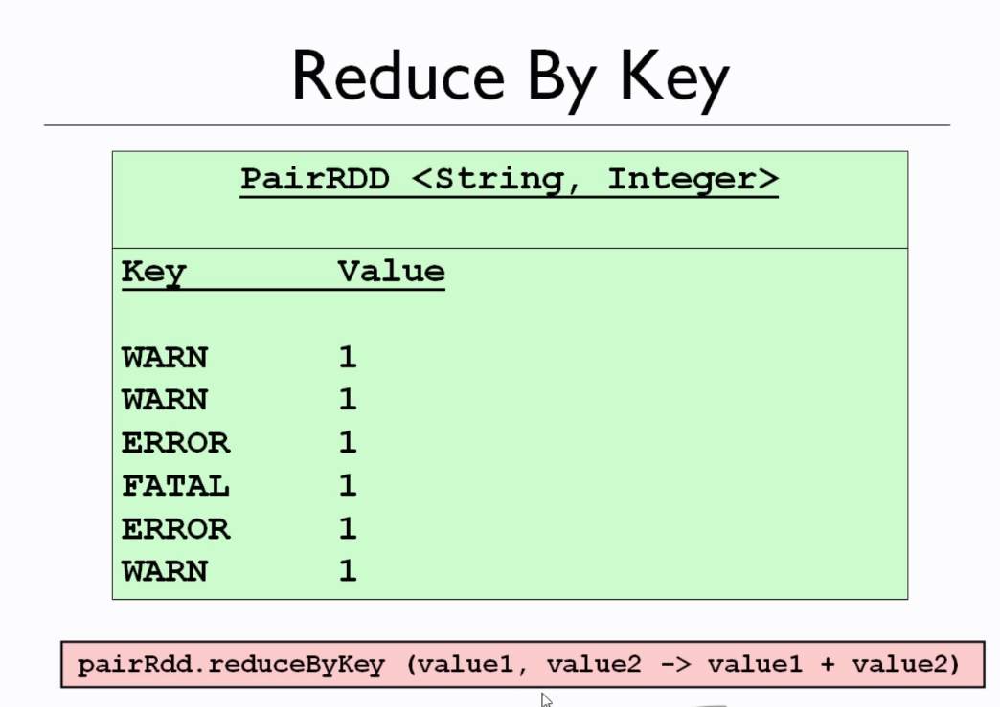 Reduce By Key
PairRDD <String, Integer>
Key Value
WARN 1
WARN 1
ERROR 1
FATAL 1
ERROR 1
WARN 1
pairRdd.reduceByKey (value1, value2 -> value1 + value2)